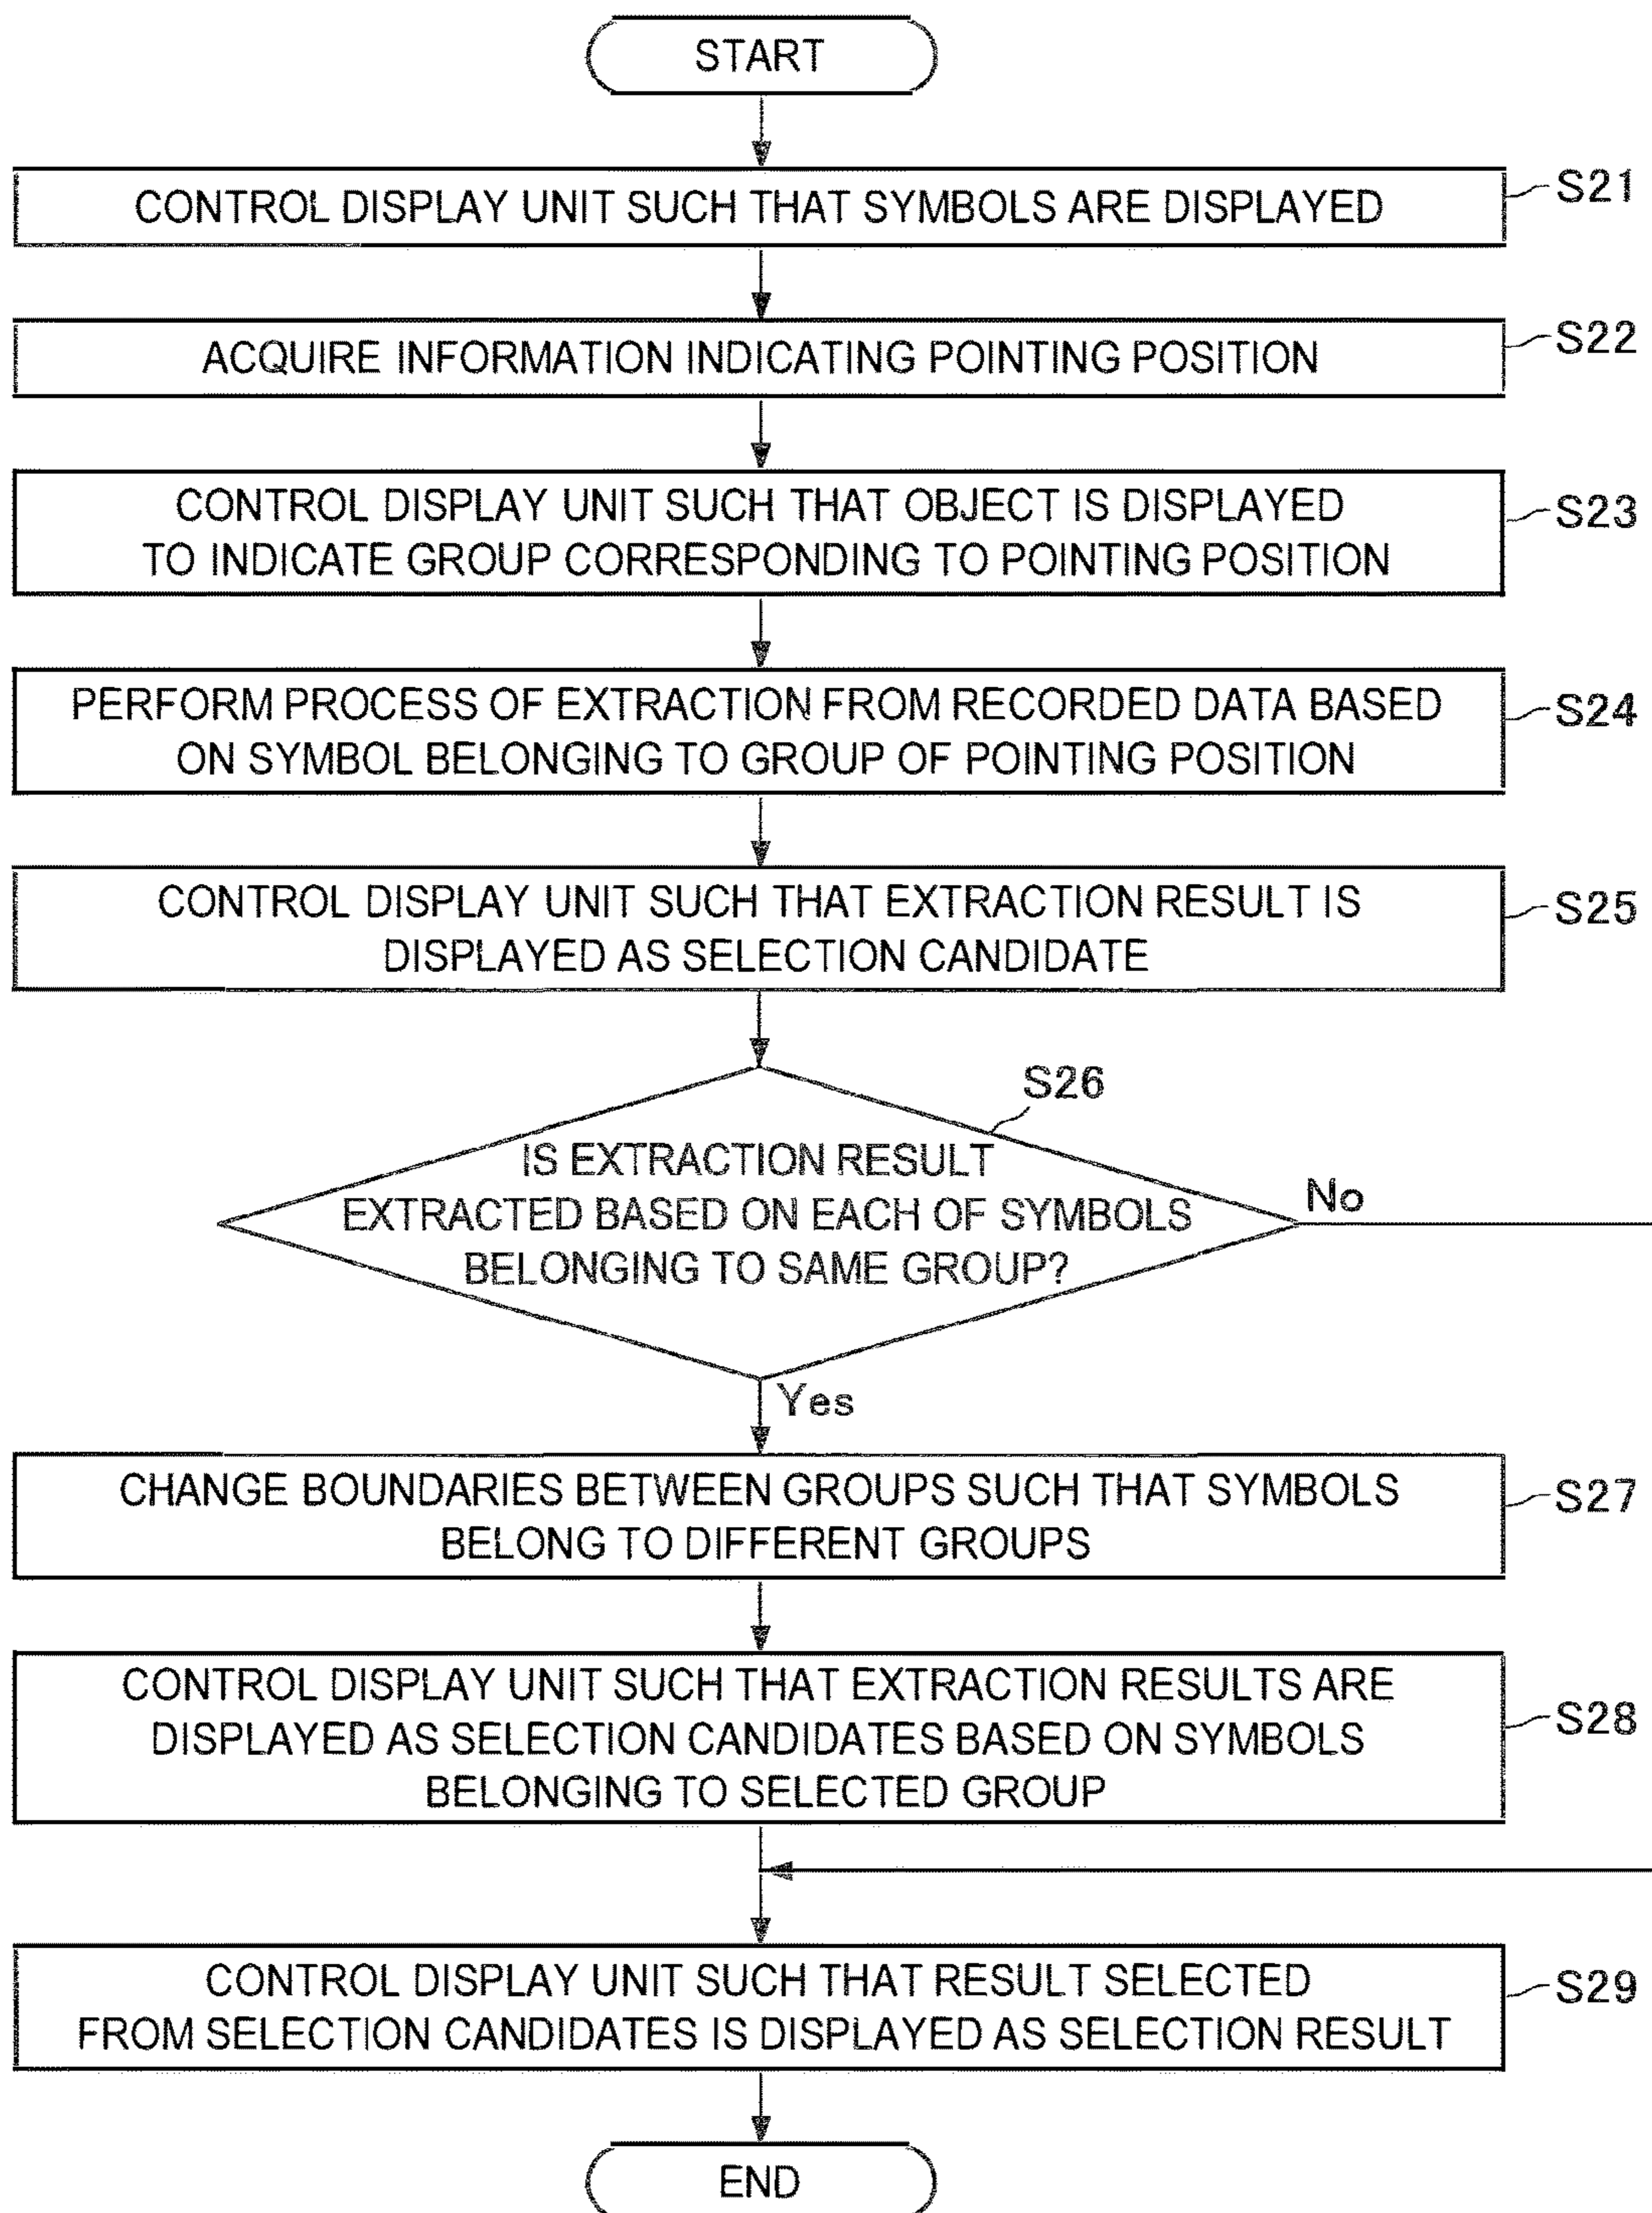 START
CONTROL DISPLAY UNIT SUCH THAT SYMBOLS ARE DISPLAYED
S21
ACQUIRE INFORMATION INDICATING POINTING POSITION
S22
CONTROL DISPLAY UNIT SUCH THAT OBJECT IS DISPLAYED
TO INDICATE GROUP CORRESPONDING TO POINTING POSITION
S23
PERFORM PROCESS OF EXTRACTION FROM RECORDED DATA BASED
ON SYMBOL BELONGING TO GROUP OF POINTING POSITION
S24
CONTROL DISPLAY UNIT SUCH THAT EXTRACTION RESULT IS
DISPLAYED AS SELECTION CANDIDATE
S25
S26
IS EXTRACTION RESULT
EXTRACTED BASED ON EACH OF SYMBOLS
BELONGING TO SAME GROUP?
No
Yes
CHANGE BOUNDARIES BETWEEN GROUPS SUCH THAT SYMBOLS
BELONG TO DIFFERENT GROUPS
S27
CONTROL DISPLAY UNIT SUCH THAT EXTRACTION RESULTS ARE
DISPLAYED AS SELECTION CANDIDATES BASED ON SYMBOLS
BELONGING TO SELECTED GROUP
S28
CONTROL DISPLAY UNIT SUCH THAT RESULT SELECTED
FROM SELECTION CANDIDATES IS DISPLAYED AS SELECTION RESULT
S29
END